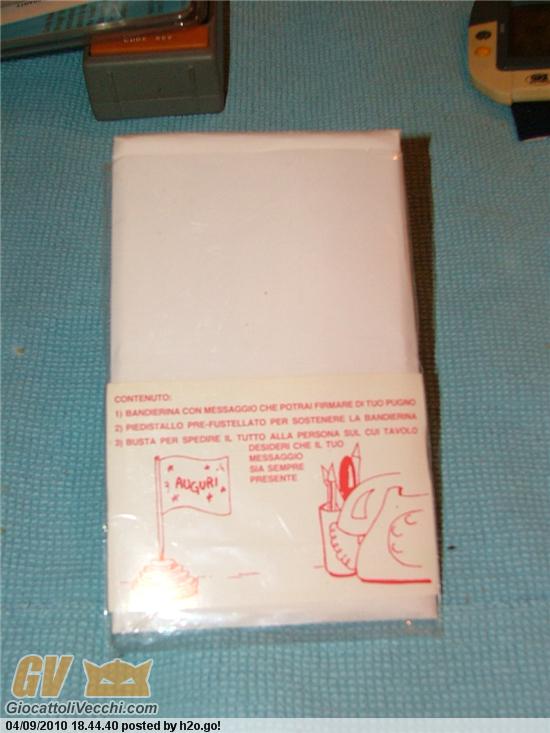 CODE KEY
CONTENUTO:
1) BANDIERINA CON MESSAGGIO CHE POTRAI FIRMARE DI TUO PUGNO
2) PIEDISTALLO PRE-FUSTELLATO PER SOSTENERE LA BANDIERINA
3) BUSTA PER SPEDIRE IL TUTTO ALLA PERSONA SUL CUI TAVOLO
DESIDERI CHE IL TUO
MESSAGGIO
SIA SEMPRE
PRESENTE
AUGURI
GV
GiocattoliVecchi.com
04/09/2010 18.44.40 posted by h2o.go!